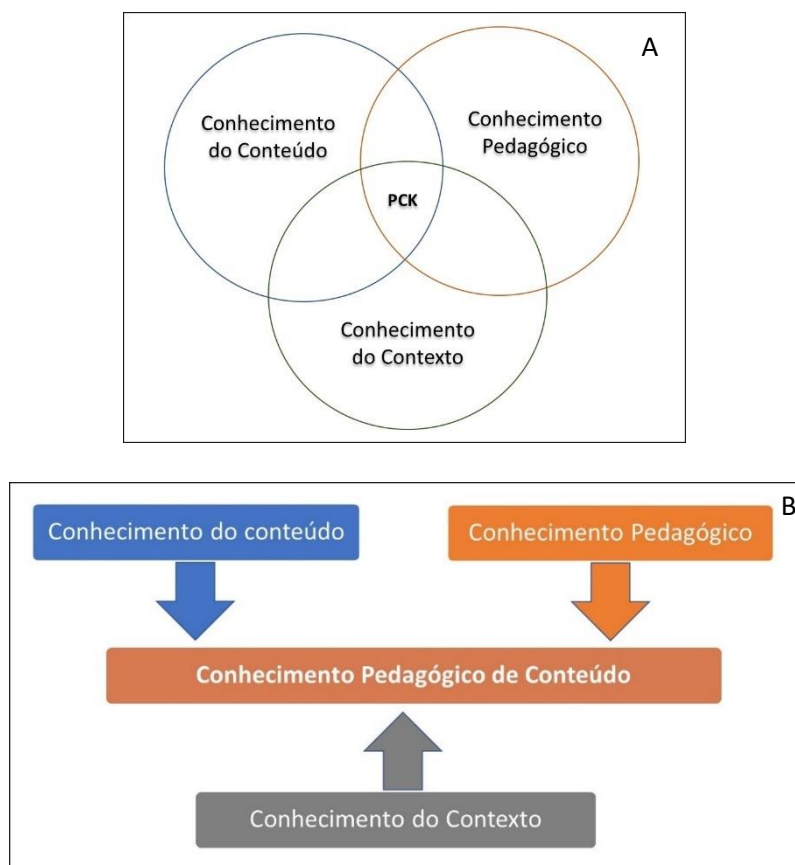 A
Conhecimento
do Conteúdo
Conhecimento
Pedagógico
PCK
Conhecimento
do Contexto
B
Conhecimento do conteúdo
Conhecimento Pedagógico
Conhecimento Pedagógico de Conteúdo
Conhecimento do Contexto